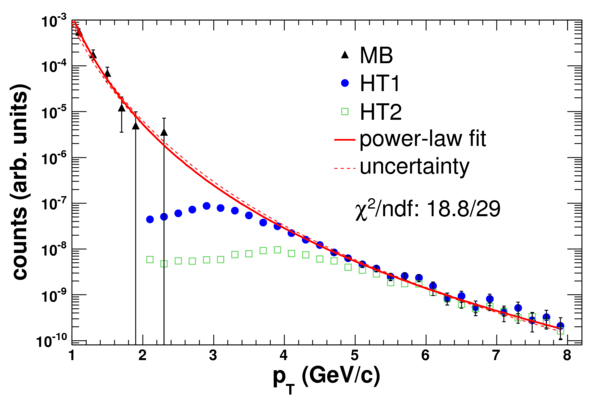 10⁻³
10⁻⁴
10⁻⁵
10⁻⁶
10⁻⁷
10⁻⁸
10⁻⁹
10⁻¹⁰
counts (arb. units)
MB
HT1
HT2
power-law fit
uncertainty
χ²/ndf: 18.8/29
1 2 3 4 5 6 7 8
p_T (GeV/c)